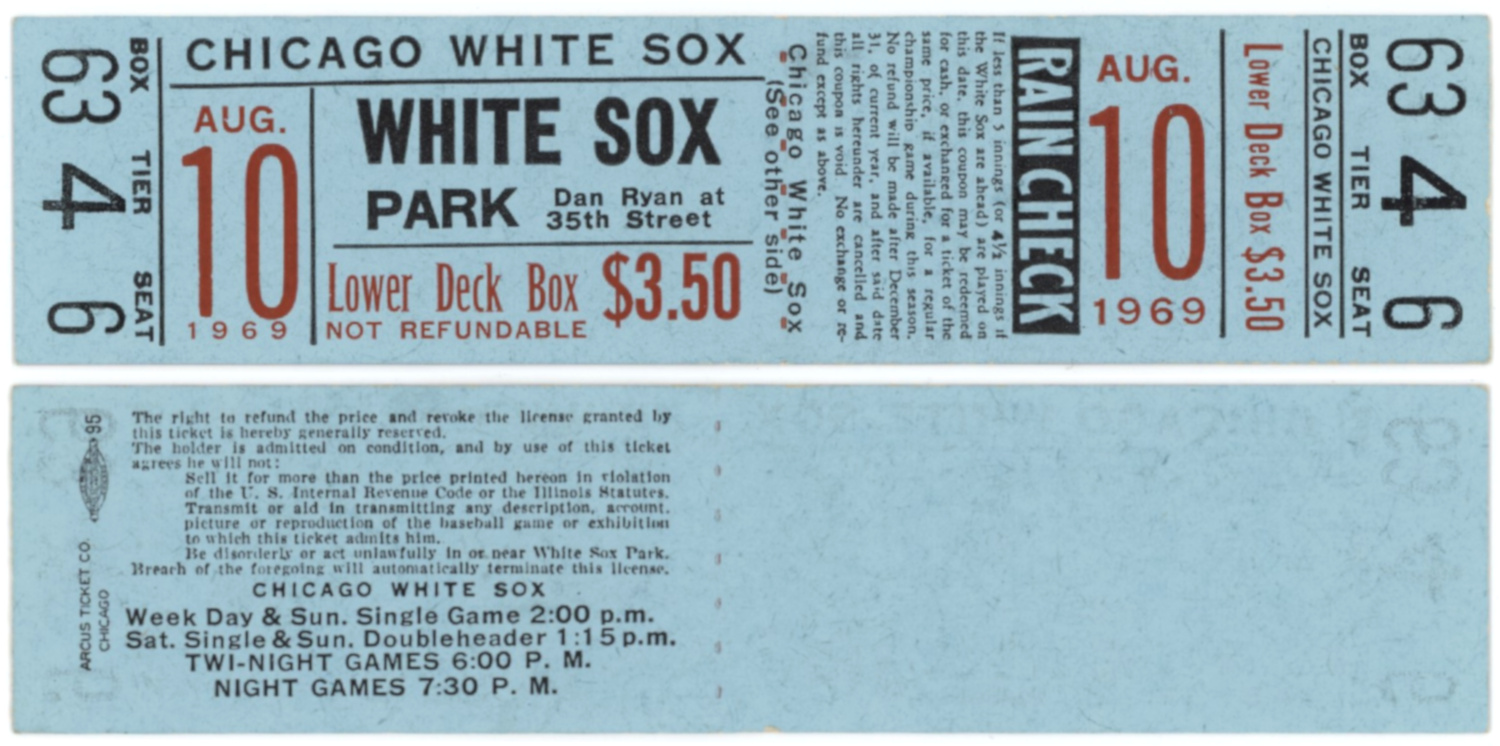 BOX TIER SEAT
63 4 6
CHICAGO WHITE SOX
AUG.
10
1969
WHITE SOX
PARK
Dan Ryan at
35th Street
Lower Deck Box $3.50
NOT REFUNDABLE
Chicago White Sox
(See other side)
If less than 5 innings (or 4½ innings if
the White Sox are ahead) are played on
this date, this coupon may be redeemed
for cash, or exchanged for a ticket of the
same price, if available, for a regular
championship game during this season.
No refund will be made after December
31, of current year, and after said date
all rights hereunder are cancelled and
this coupon is void. No exchange or re-
fund except as above.
RAIN CHECK
AUG.
10
1969
Lower Deck Box $3.50
CHICAGO WHITE SOX
BOX TIER SEAT
63 4 6
95
ARCUS TICKET CO.
CHICAGO
The right to refund the price and revoke the license granted by
this ticket is hereby generally reserved.
The holder is admitted on condition, and by use of this ticket
agrees he will not:
Sell it for more than the price printed hereon in violation
of the U. S. Internal Revenue Code or the Illinois Statutes.
Transmit or aid in transmitting any description, account,
picture or reproduction of the baseball game or exhibition
to which this ticket admits him.
Be disorderly or act unlawfully in or near White Sox Park.
Breach of the foregoing will automatically terminate this license.
CHICAGO WHITE SOX
Week Day & Sun. Single Game 2:00 p.m.
Sat. Single & Sun. Doubleheader 1:15 p.m.
TWI-NIGHT GAMES 6:00 P. M.
NIGHT GAMES 7:30 P. M.